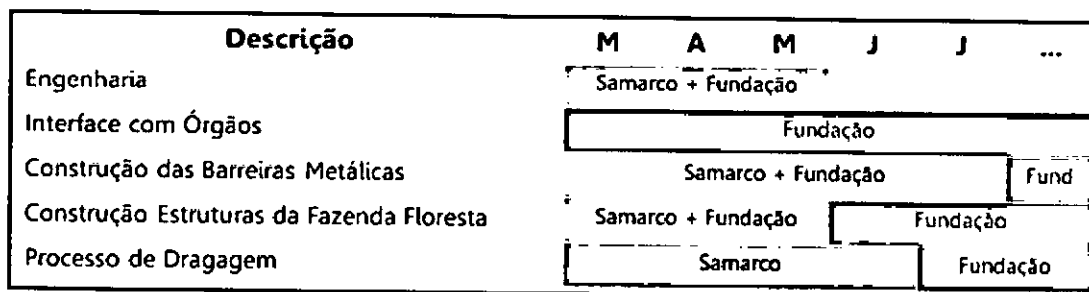 Descrição M A M J J ...
Engenharia Samarco + Fundação
Interface com Órgãos Fundação
Construção das Barreiras Metálicas Samarco + Fundação Fund
Construção Estruturas da Fazenda Floresta Samarco + Fundação Fundação
Processo de Dragagem Samarco Fundação